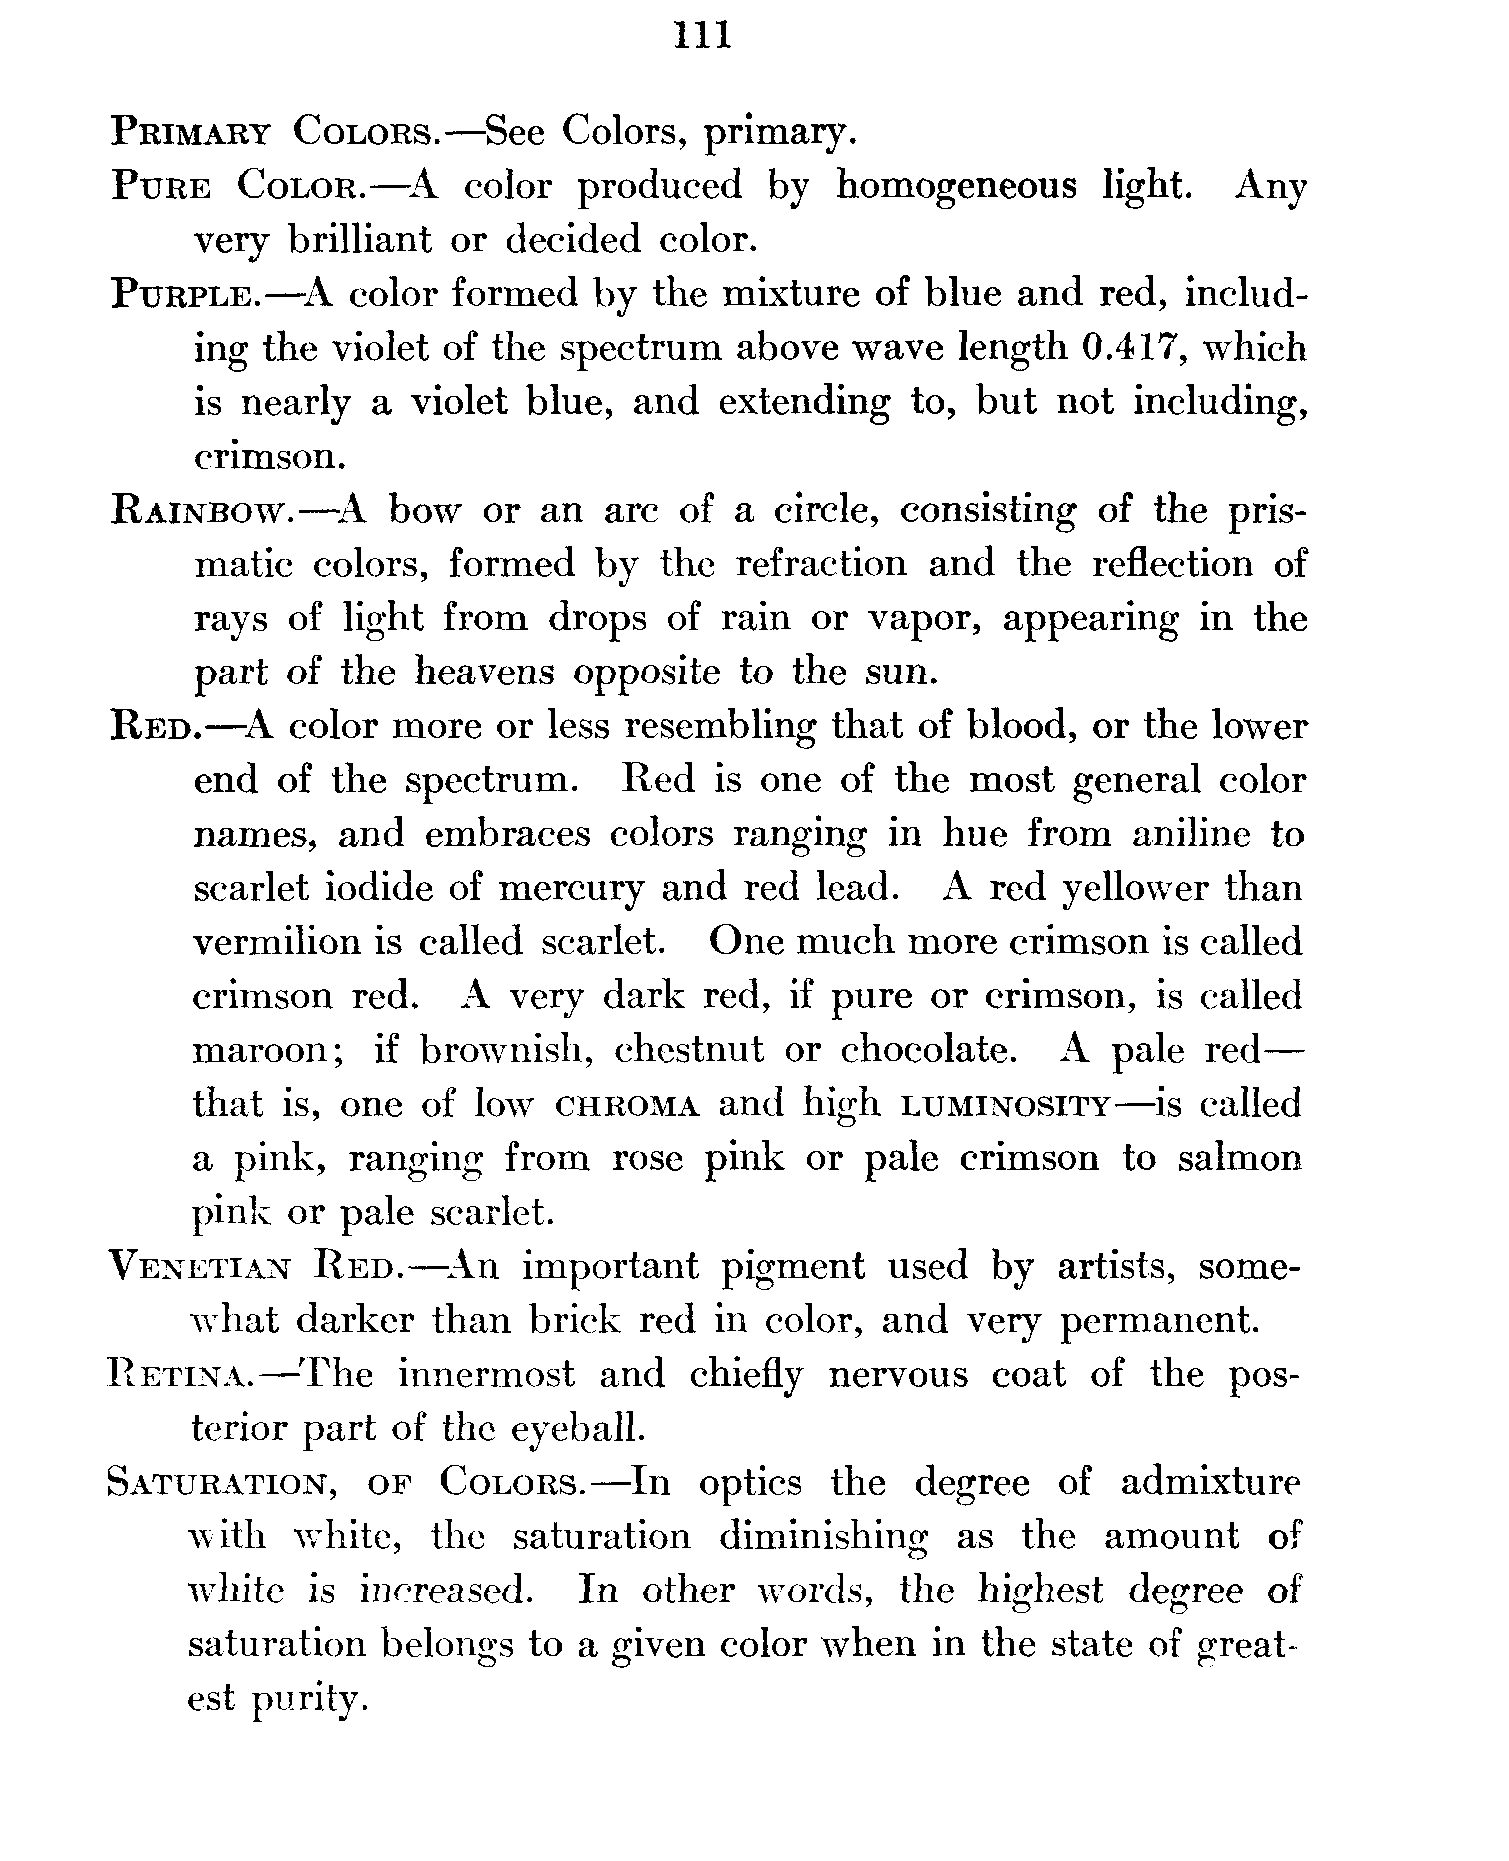 111
PRIMARY COLORS.—See Colors, primary.
PURE COLOR.—A color produced by homogeneous light. Any
very brilliant or decided color.
PURPLE.—A color formed by the mixture of blue and red, includ-
ing the violet of the spectrum above wave length 0.417, which
is nearly a violet blue, and extending to, but not including,
crimson.
RAINBOW.—A bow or an arc of a circle, consisting of the pris-
matic colors, formed by the refraction and the reflection of
rays of light from drops of rain or vapor, appearing in the
part of the heavens opposite to the sun.
RED.—A color more or less resembling that of blood, or the lower
end of the spectrum. Red is one of the most general color
names, and embraces colors ranging in hue from aniline to
scarlet iodide of mercury and red lead. A red yellower than
vermilion is called scarlet. One much more crimson is called
crimson red. A very dark red, if pure or crimson, is called
maroon; if brownish, chestnut or chocolate. A pale red—
that is, one of low CHROMA and high LUMINOSITY—is called
a pink, ranging from rose pink or pale crimson to salmon
pink or pale scarlet.
VENETIAN RED.—An important pigment used by artists, some-
what darker than brick red in color, and very permanent.
RETINA.—The innermost and chiefly nervous coat of the pos-
terior part of the eyeball.
SATURATION, OF COLORS.—In optics the degree of admixture
with white, the saturation diminishing as the amount of
white is increased. In other words, the highest degree of
saturation belongs to a given color when in the state of great-
est purity.